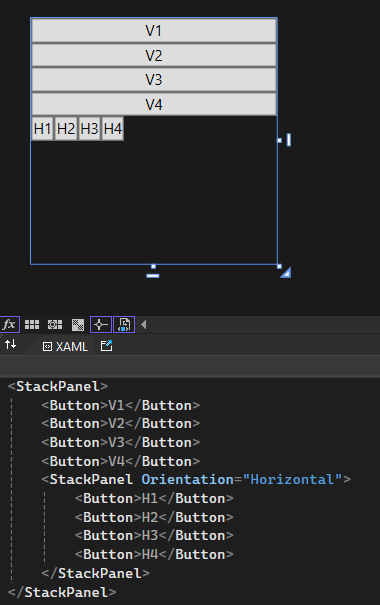 V1
V2
V3
V4
H1 H2 H3 H4
fx
XAML
<StackPanel>
    <Button>V1</Button>
    <Button>V2</Button>
    <Button>V3</Button>
    <Button>V4</Button>
    <StackPanel Orientation="Horizontal">
        <Button>H1</Button>
        <Button>H2</Button>
        <Button>H3</Button>
        <Button>H4</Button>
    </StackPanel>
</StackPanel>